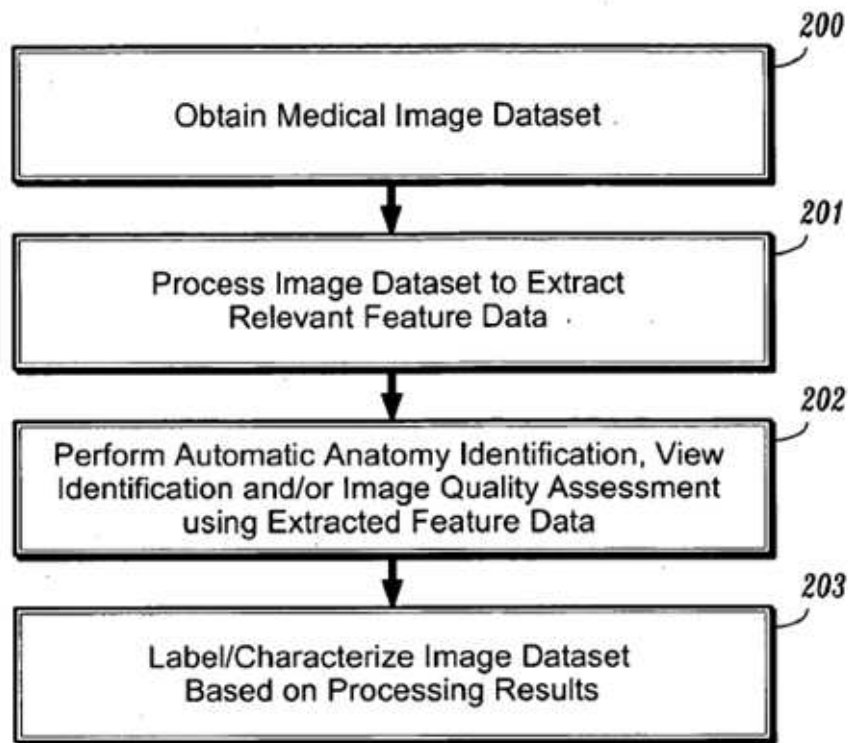 200
Obtain Medical Image Dataset
201
Process Image Dataset to Extract
Relevant Feature Data
202
Perform Automatic Anatomy Identification, View
Identification and/or Image Quality Assessment
using Extracted Feature Data
203
Label/Characterize Image Dataset
Based on Processing Results